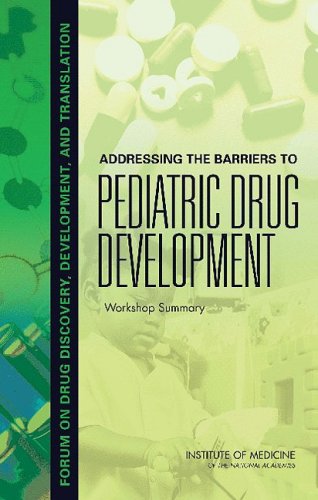 FORUM ON DRUG DISCOVERY, DEVELOPMENT, AND TRANSLATION
ADDRESSING THE BARRIERS TO
PEDIATRIC DRUG
DEVELOPMENT
Workshop Summary
INSTITUTE OF MEDICINE
OF THE NATIONAL ACADEMIES